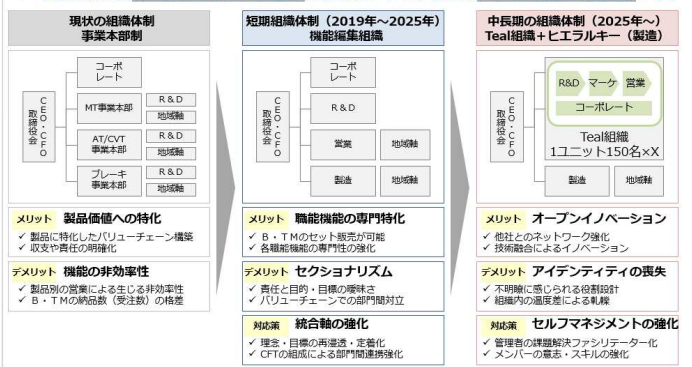 現状の組織体制
事業本部制
取締役会
CEO・CFO
コーポ
レート
MT事業本部
R＆D
地域軸
AT/CVT
事業本部
R＆D
地域軸
ブレーキ
事業本部
R＆D
地域軸
メリット 製品価値への特化
✓ 製品に特化したバリューチェーン構築
✓ 収支や責任の明確化
デメリット 機能の非効率性
✓ 製品別の営業による生じる非効率性
✓ B・TMの納品数（受注数）の格差
短期組織体制（2019年～2025年）
機能編集組織
取締役会
CEO・CFO
コーポ
レート
R＆D
営業
地域軸
製造
地域軸
メリット 職能機能の専門特化
✓ B・TMのセット販売が可能
✓ 各職能機能の専門性の強化
デメリット セクショナリズム
✓ 責任と目的・目標の曖昧さ
✓ バリューチェーンでの部門間対立
対応策 統合軸の強化
✓ 理念・目標の再浸透・定着化
✓ CFTの組成による部門間連携強化
中長期の組織体制（2025年～）
Teal組織＋ヒエラルキー（製造）
取締役会
CEO・CFO
R&D
マーケ
営業
コーポレート
Teal組織
1ユニット150名×X
製造
地域軸
メリット オープンイノベーション
✓ 他社とのネットワーク強化
✓ 技術融合によるイノベーション
デメリット アイデンティティの喪失
✓ 不明瞭に感じられる役割設計
✓ 組織内の温度差による軋轢
対応策 セルフマネジメントの強化
✓ 管理者の課題解決ファシリテーター化
✓ メンバーの意志・スキルの強化